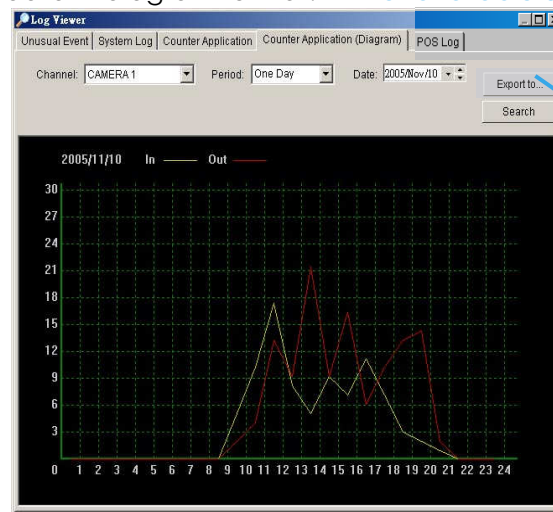 Log Viewer
Unusual Event System Log Counter Application Counter Application (Diagram) POS Log
Channel: CAMERA 1 Period: One Day Date: 2005/Nov/10
Export to...
Search
2005/11/10 In Out
30
27
24
21
18
15
12
9
6
3
0 1 2 3 4 5 6 7 8 9 10 11 12 13 14 15 16 17 18 19 20 21 22 23 24